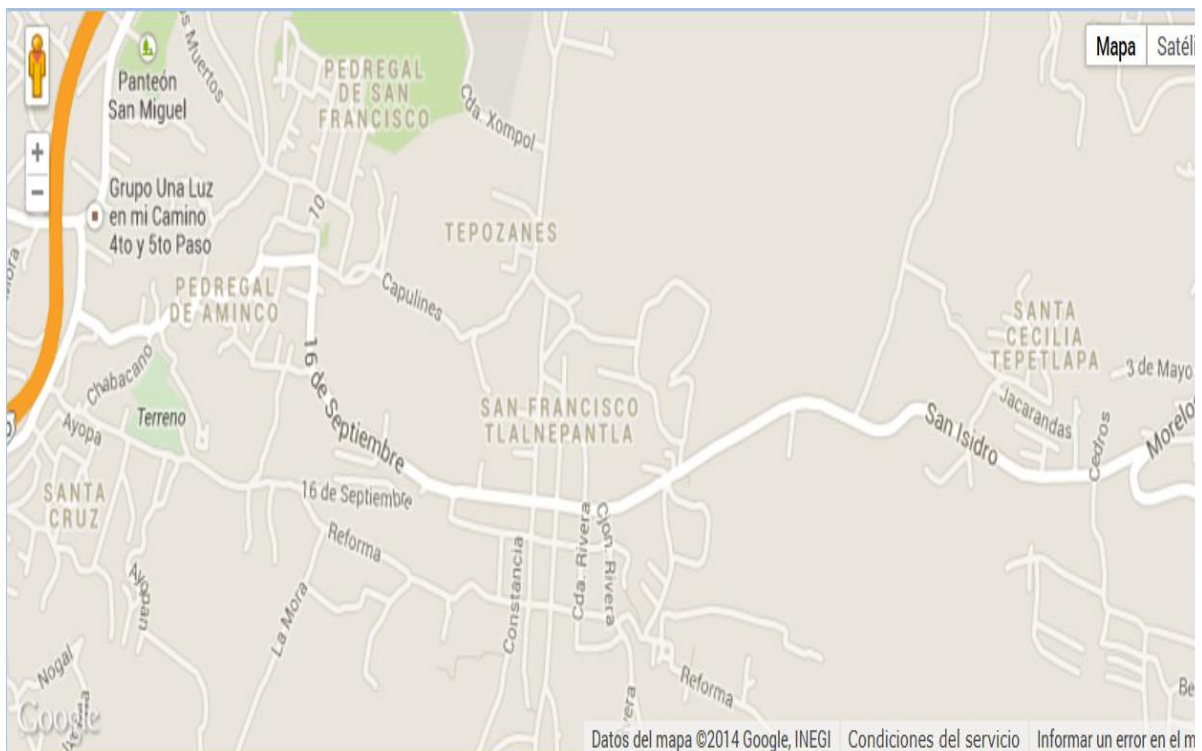 Mapa
Satéli
Panteón
San Miguel
Muertos
PEDREGAL
DE SAN
FRANCISCO
Cda. Xompol
+
−
Grupo Una Luz
en mi Camino
4to y 5to Paso
10
TEPOZANES
PEDREGAL
DE AMINCO
Capulines
SANTA
CECILIA
TEPETLAPA
3 de Mayo
16 de Septiembre
Chabacano
Ayopa
Terreno
SAN FRANCISCO
TLALNEPANTLA
San Isidro
Jacarandas
Cedros
Morelo
SANTA
CRUZ
16 de Septiembre
Reforma
Constancia
Cda. Rivera
Cjon. Rivera
La Mora
Nogal
Reforma
Be
Google
Datos del mapa ©2014 Google, INEGI
Condiciones del servicio
Informar un error en el m